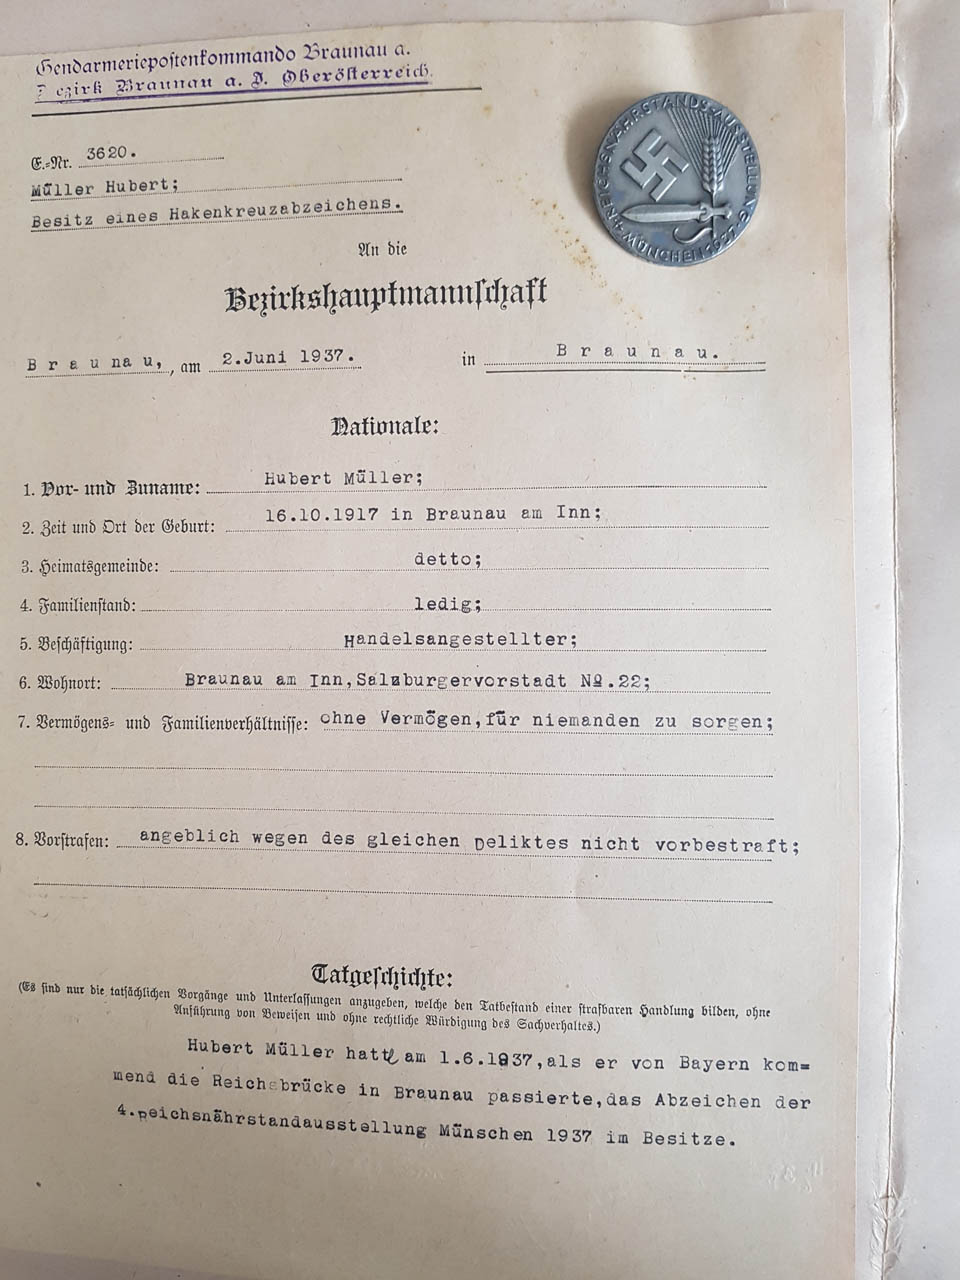 Gendarmeriepostenkommando Braunau a.
Bezirk Braunau a. I. Oberösterreich.
4. REICHSNÄHRSTANDS-AUSSTELLUNG
MÜNCHEN 1937
E.-Nr. 3620.
Müller Hubert;
Besitz eines Hakenkreuzabzeichens.
An die
Bezirkshauptmannschaft
Braunau, , am 2.Juni 1937. in Braunau.
Nationale:
1. Vor- und Zuname: Hubert Müller;
2. Zeit und Ort der Geburt: 16.10.1917 in Braunau am Inn;
3. Heimatsgemeinde: detto;
4. Familienstand: ledig;
5. Beschäftigung: Handelsangestellter;
6. Wohnort: Braunau am Inn,Salzburgervorstadt No.22;
7. Vermögens- und Familienverhältnisse: ohne Vermögen,für niemanden zu sorgen;
8. Vorstrafen: angeblich wegen des gleichen Deliktes nicht vorbestraft;
Tatgeschichte:
(Es sind nur die tatsächlichen Vorgänge und Unterlassungen anzugeben, welche den Tatbestand einer strafbaren Handlung bilden, ohne
Anführung von Beweisen und ohne rechtliche Würdigung des Sachverhaltes.)
Hubert Müller hatte am 1.6.1937,als er von Bayern kom=
mend die Reichsbrücke in Braunau passierte,das Abzeichen der
4.Reichsnährstandausstellung Münschen 1937 im Besitze.